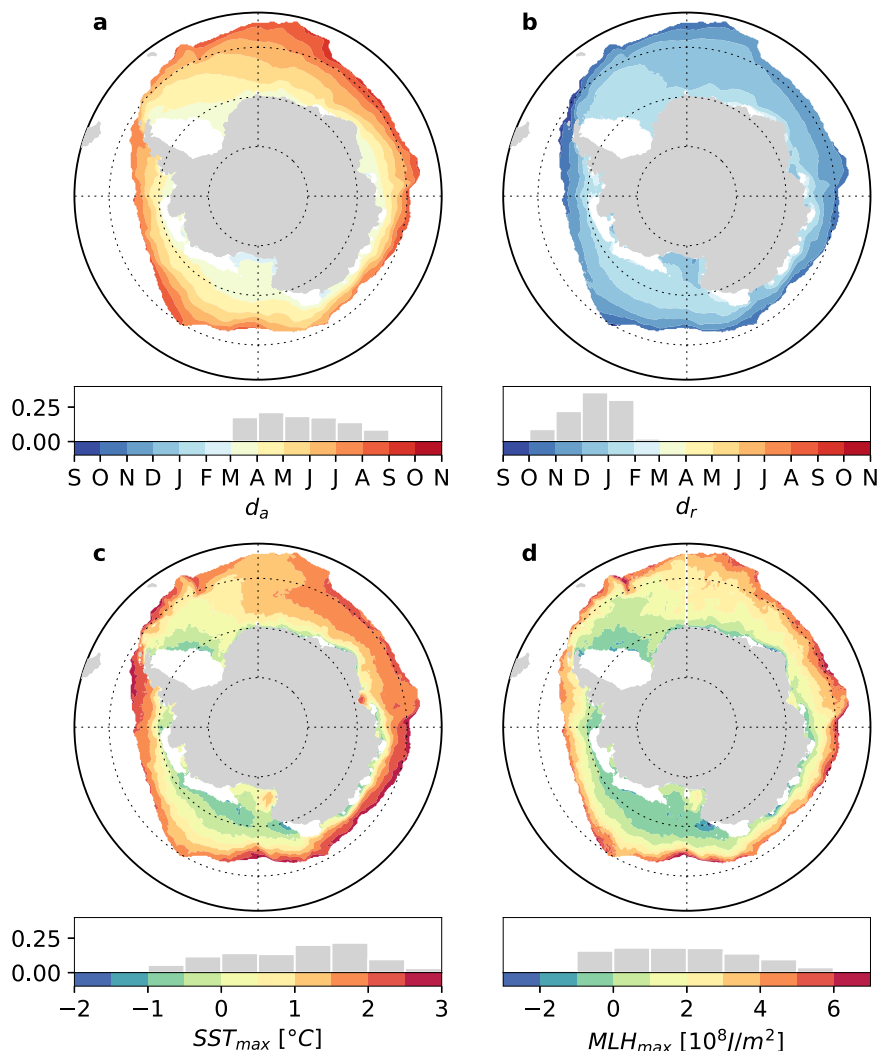 a b
0.25
0.00
S O N D J F M A M J J A S O N S O N D J F M A M J J A S O N
d_a d_r
c d
0.25
0.00
−2 −1 0 1 2 3 −2 0 2 4 6
SST_max [°C] MLH_max [10^8 J/m^2]